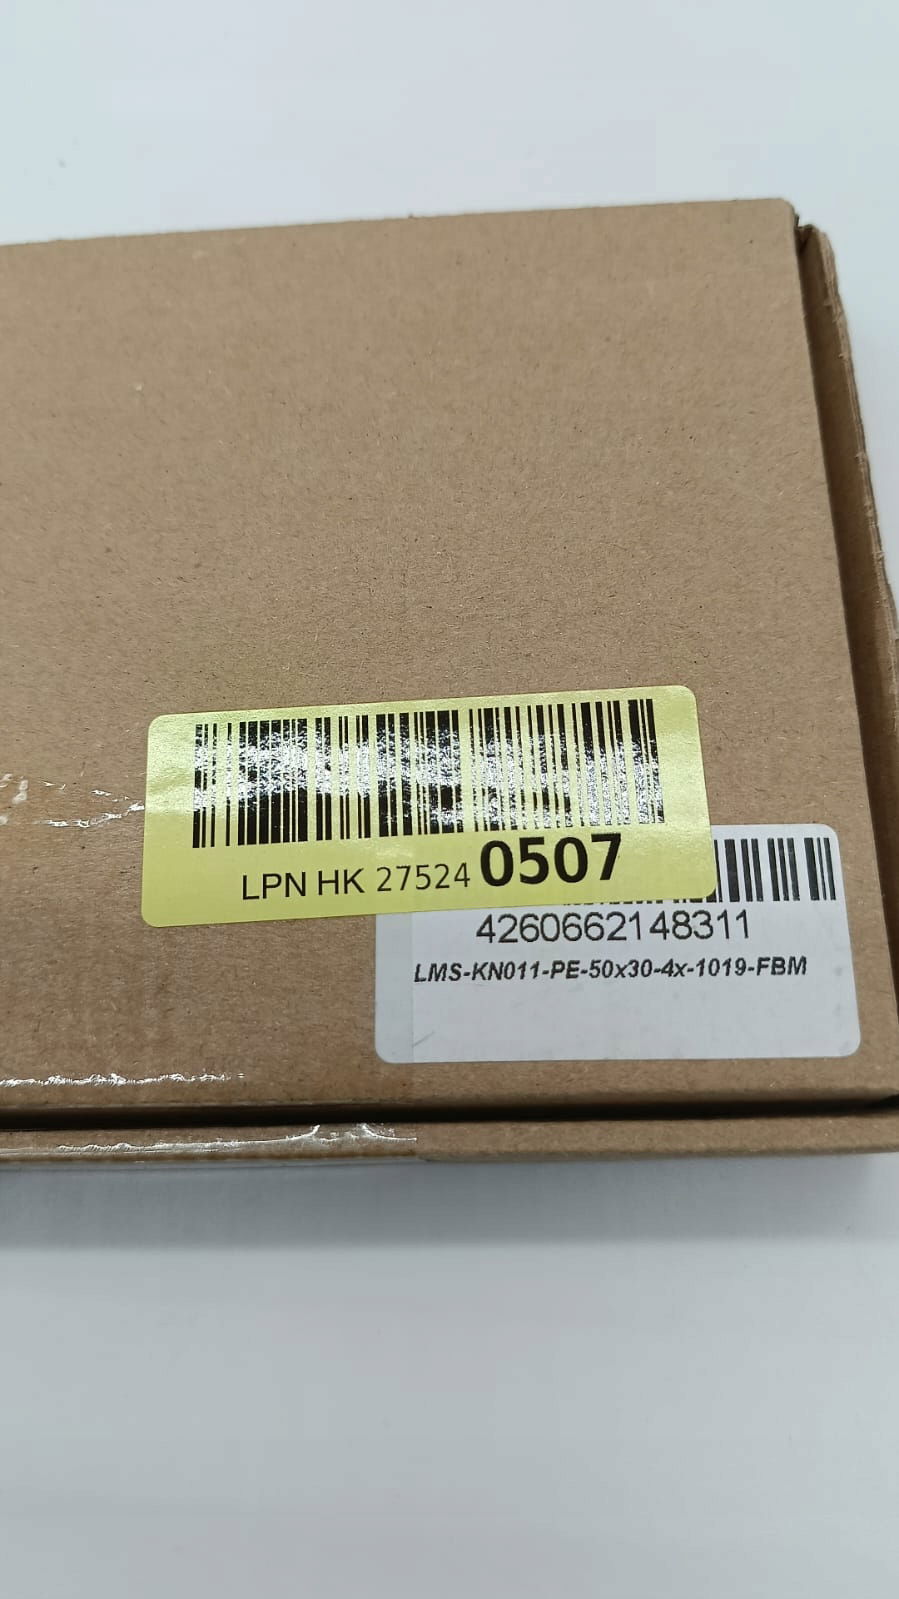 LPN HK 27524 0507
4260662148311
LMS-KN011-PE-50x30-4x-1019-FBM